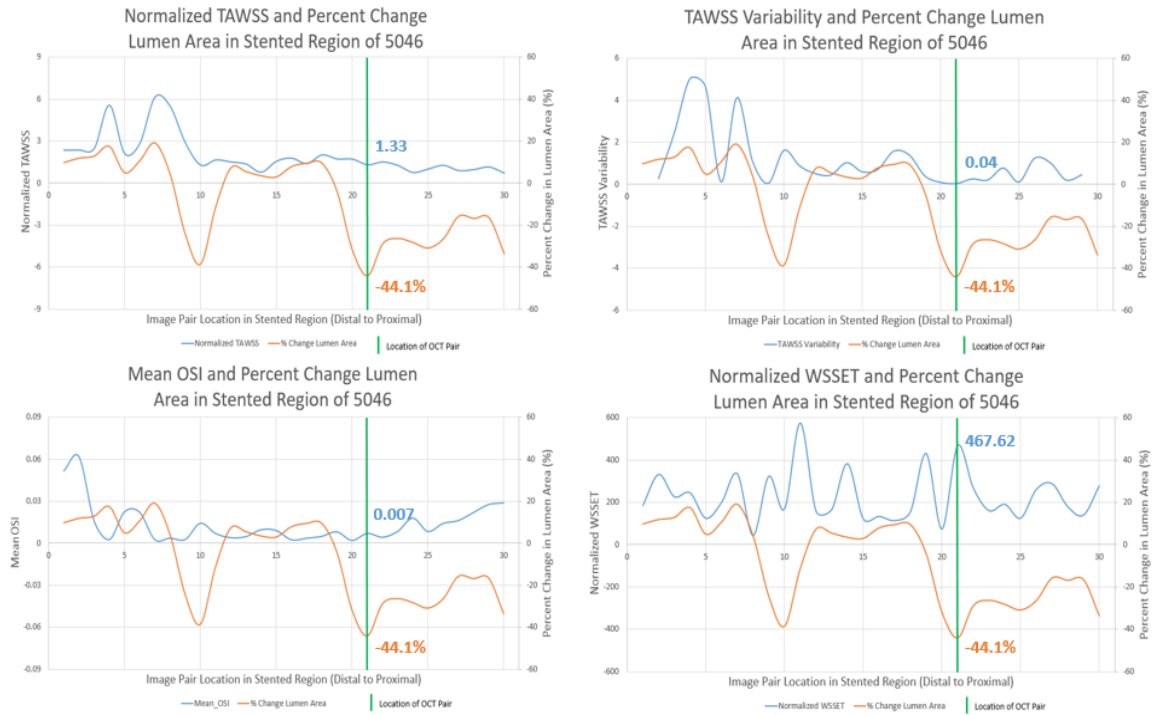 Normalized TAWSS and Percent Change
Lumen Area in Stented Region of 5046
9
6
3
0
-3
-6
-9
Normalized TAWSS
60
40
20
0
-20
-40
-60
Percent Change in Lumen Area (%)
0
5
10
15
20
25
30
1.33
-44.1%
Image Pair Location in Stented Region (Distal to Proximal)
Normalized TAWSS
% Change Lumen Area
Location of OCT Pair
TAWSS Variability and Percent Change Lumen
Area in Stented Region of 5046
6
4
2
0
-2
-4
-6
TAWSS Variability
60
40
20
0
-20
-40
-60
Percent Change in Lumen Area (%)
0
5
10
15
20
25
30
0.04
-44.1%
Image Pair Location in Stented Region (Distal to Proximal)
TAWSS Variability
% Change Lumen Area
Location of OCT Pair
Mean OSI and Percent Change Lumen
Area in Stented Region of 5046
0.09
0.06
0.03
0
-0.03
-0.06
-0.09
Mean OSI
60
40
20
0
-20
-40
-60
Percent Change in Lumen Area (%)
0
5
10
15
20
25
30
0.007
-44.1%
Image Pair Location in Stented Region (Distal to Proximal)
Mean_OSI
% Change Lumen Area
Location of OCT Pair
Normalized WSSET and Percent Change
Lumen Area in Stented Region of 5046
600
400
200
0
-200
-400
-600
Normalized WSSET
60
40
20
0
-20
-40
-60
Percent Change in Lumen Area (%)
0
5
10
15
20
25
30
467.62
-44.1%
Image Pair Location in Stented Region (Distal to Proximal)
Normalized WSSET
% Change Lumen Area
Location of OCT Pair